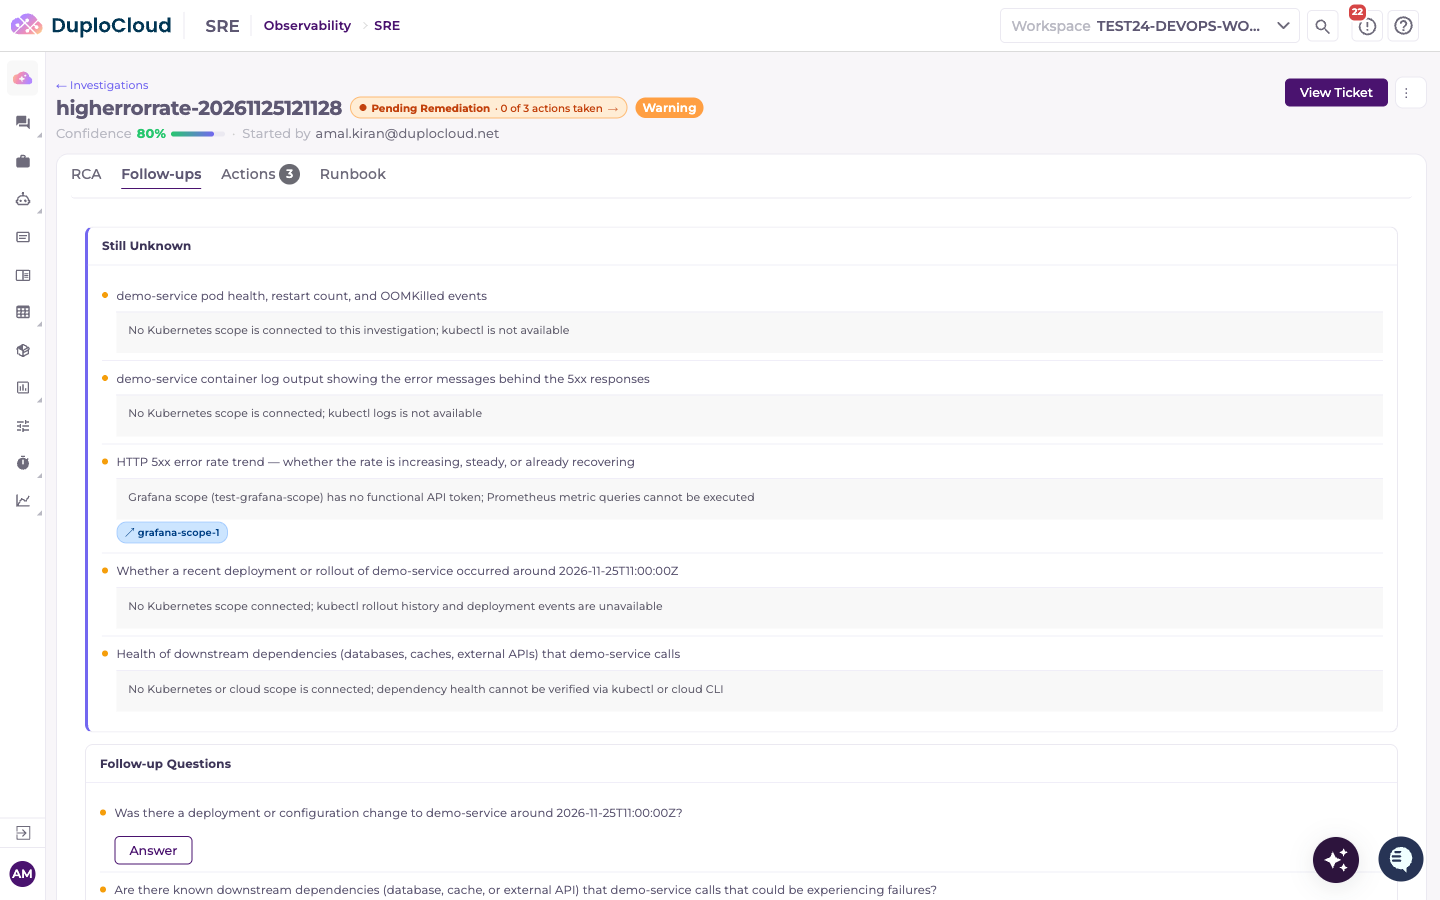 DuploCloud
SRE
Observability > SRE
Workspace TEST24-DEVOPS-WO...
22
← Investigations
higherrorrate-20261125121128
Pending Remediation · 0 of 3 actions taken →
Warning
View Ticket
Confidence 80% · Started by amal.kiran@duplocloud.net
RCA
Follow-ups
Actions 3
Runbook
Still Unknown
demo-service pod health, restart count, and OOMKilled events
No Kubernetes scope is connected to this investigation; kubectl is not available
demo-service container log output showing the error messages behind the 5xx responses
No Kubernetes scope is connected; kubectl logs is not available
HTTP 5xx error rate trend — whether the rate is increasing, steady, or already recovering
Grafana scope (test-grafana-scope) has no functional API token; Prometheus metric queries cannot be executed
↗ grafana-scope-1
Whether a recent deployment or rollout of demo-service occurred around 2026-11-25T11:00:00Z
No Kubernetes scope connected; kubectl rollout history and deployment events are unavailable
Health of downstream dependencies (databases, caches, external APIs) that demo-service calls
No Kubernetes or cloud scope is connected; dependency health cannot be verified via kubectl or cloud CLI
Follow-up Questions
Was there a deployment or configuration change to demo-service around 2026-11-25T11:00:00Z?
Answer
Are there known downstream dependencies (database, cache, or external API) that demo-service calls that could be experiencing failures?
AM